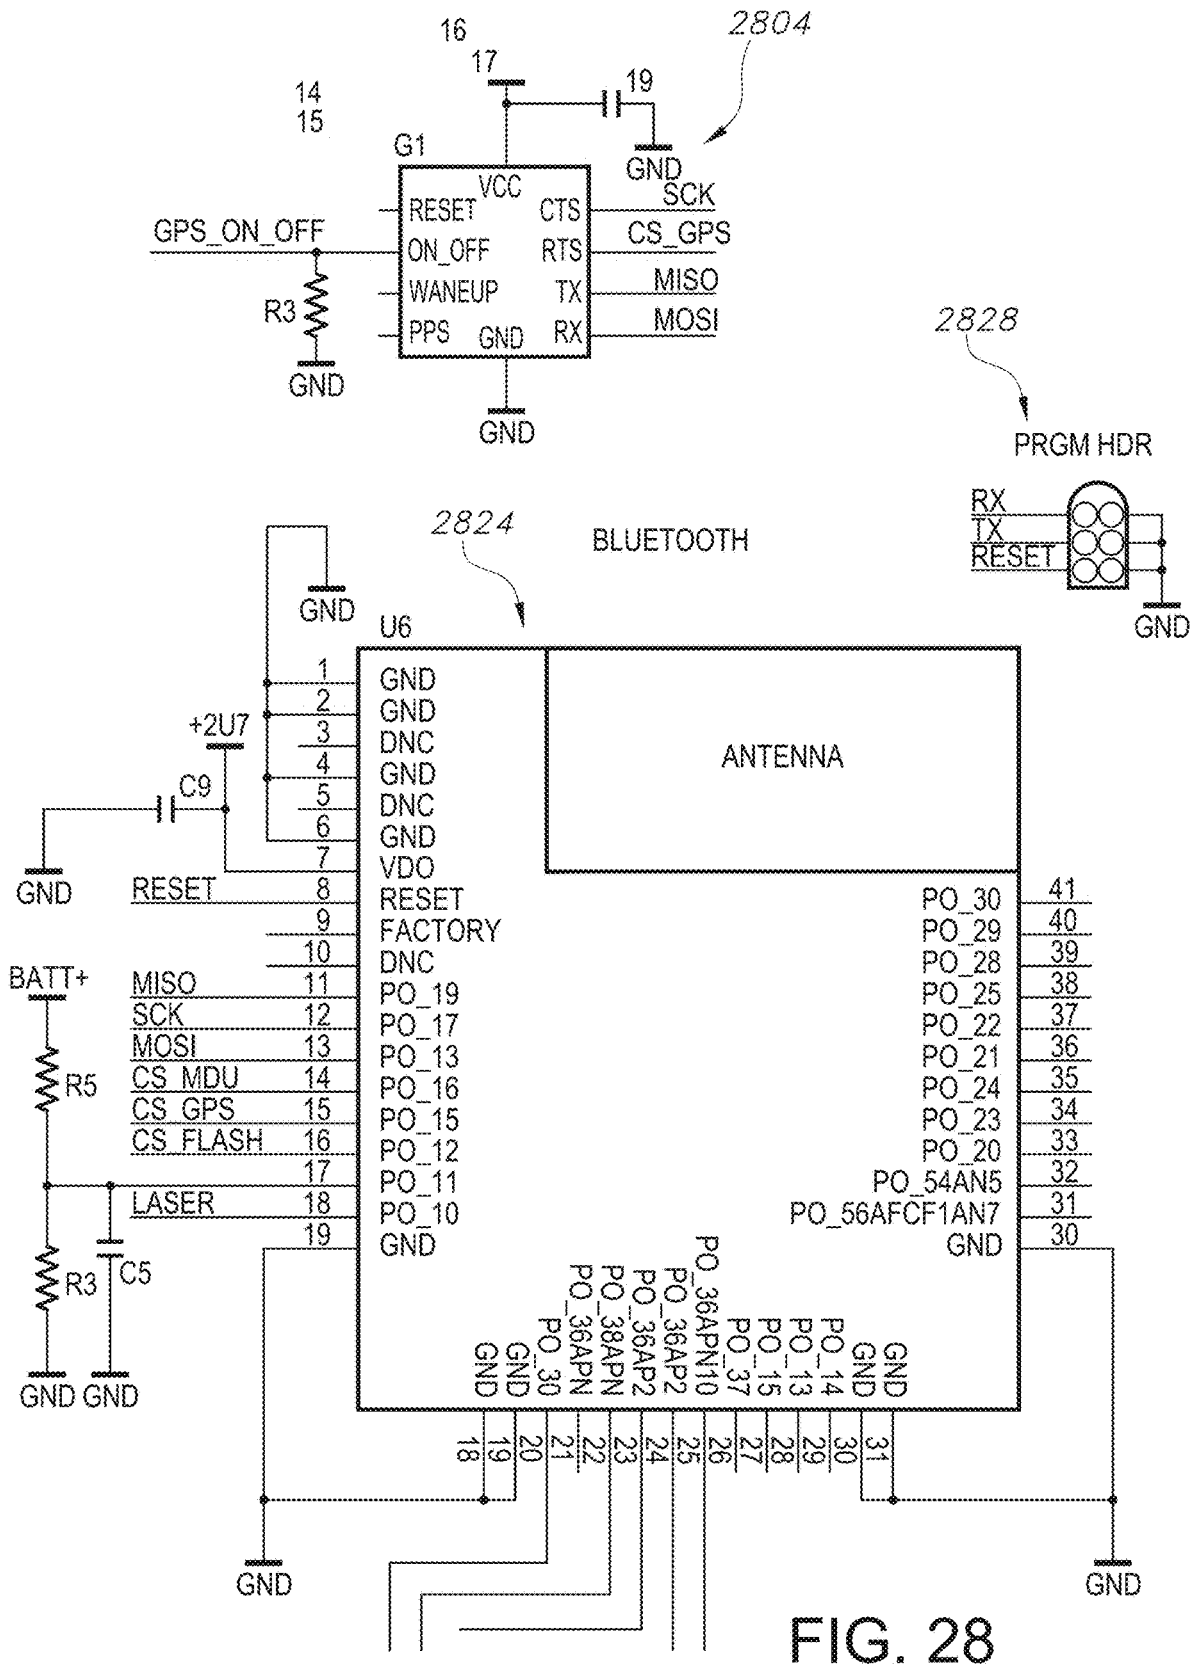 2804
16
17
19
14
15
G1
GND
VCC
SCK
RESET
CTS
GPS_ON_OFF
CS_GPS
ON_OFF
RTS
WANEUP
TX
MISO
R3
MOSI
PPS
GND
RX
GND
GND
2828
PRGM HDR
RX
TX
RESET
GND
2824
BLUETOOTH
GND
U6
ANTENNA
1 GND
2 GND
+2U7
3 DNC
4 GND
C9
5 DNC
6 GND
7 VDO
GND
RESET 8 RESET
PO_30 41
9 FACTORY
PO_29 40
10 DNC
PO_28 39
BATT+
MISO 11 PO_19
PO_25 38
SCK 12 PO_17
PO_22 37
MOSI 13 PO_13
PO_21 36
R5
CS_MDU 14 PO_16
PO_24 35
CS_GPS 15 PO_15
PO_23 34
CS_FLASH 16 PO_12
PO_20 33
17 PO_11
PO_54AN5 32
LASER 18 PO_10
PO_56AFCF1AN7 31
19 GND
GND 30
R3
C5
GND
GND
GND
GND
PO_30
PO_36APN
PO_38APN
PO_36AP2
PO_36AP2
PO_36APN10
PO_37
PO_15
PO_13
PO_14
GND
GND
18
19
20
21
22
23
24
25
26
27
28
29
30
31
GND
GND
FIG. 28